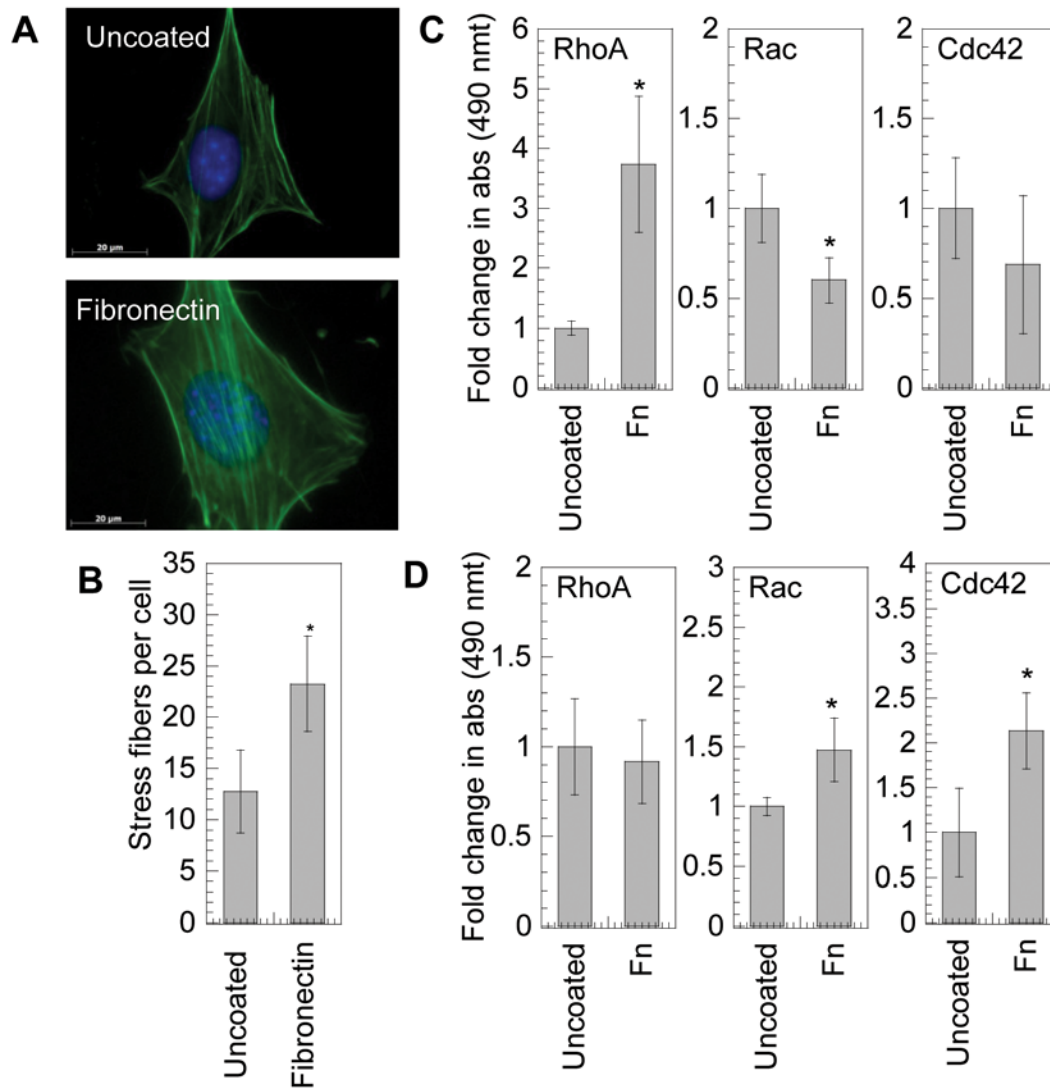 A
Uncoated
20 µm
Fibronectin
20 µm
B
Stress fibers per cell
35
30
25
20
15
10
5
0
Uncoated
Fibronectin
*
C
Fold change in abs (490 nmt)
RhoA
6
5
4
3
2
1
0
*
Uncoated
Fn
Rac
2
1.5
1
0.5
0
*
Uncoated
Fn
Cdc42
2
1.5
1
0.5
0
Uncoated
Fn
D
Fold change in abs (490 nmt)
RhoA
2
1.5
1
0.5
0
Uncoated
Fn
Rac
3
2.5
2
1.5
1
0.5
0
*
Uncoated
Fn
Cdc42
4
3.5
3
2.5
2
1.5
1
0.5
0
*
Uncoated
Fn